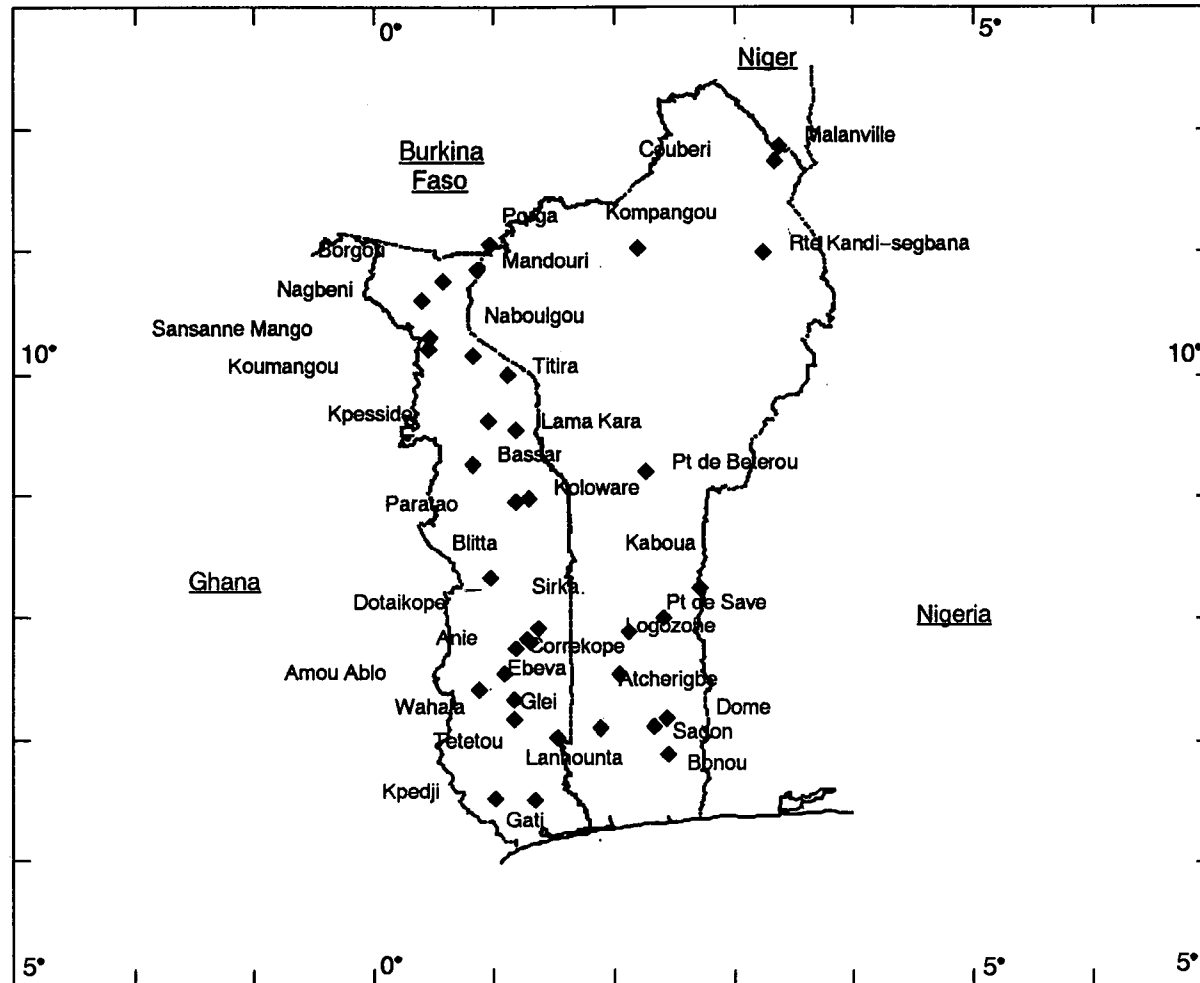 0°
5°
Niger
Malanville
Couberi
Burkina
Faso
Porga
Kompangou
Borgou
Rte Kandi-segbana
Mandouri
Nagbeni
Naboulgou
Sansanne Mango
10°
10°
Koumangou
Titira
Kpesside
Lama Kara
Bassar
Pt de Beterou
Koloware
Paratao
Blitta
Kaboua
Ghana
Sirka
Dotaikope
Pt de Save
Nigeria
Logozone
Anie
Correkope
Ebeva
Amou Ablo
Atcherigbe
Glei
Wahala
Dome
Sagon
Tetetou
Lanhounta
Bonou
Kpedji
Gati
5°
0°
5°
5°